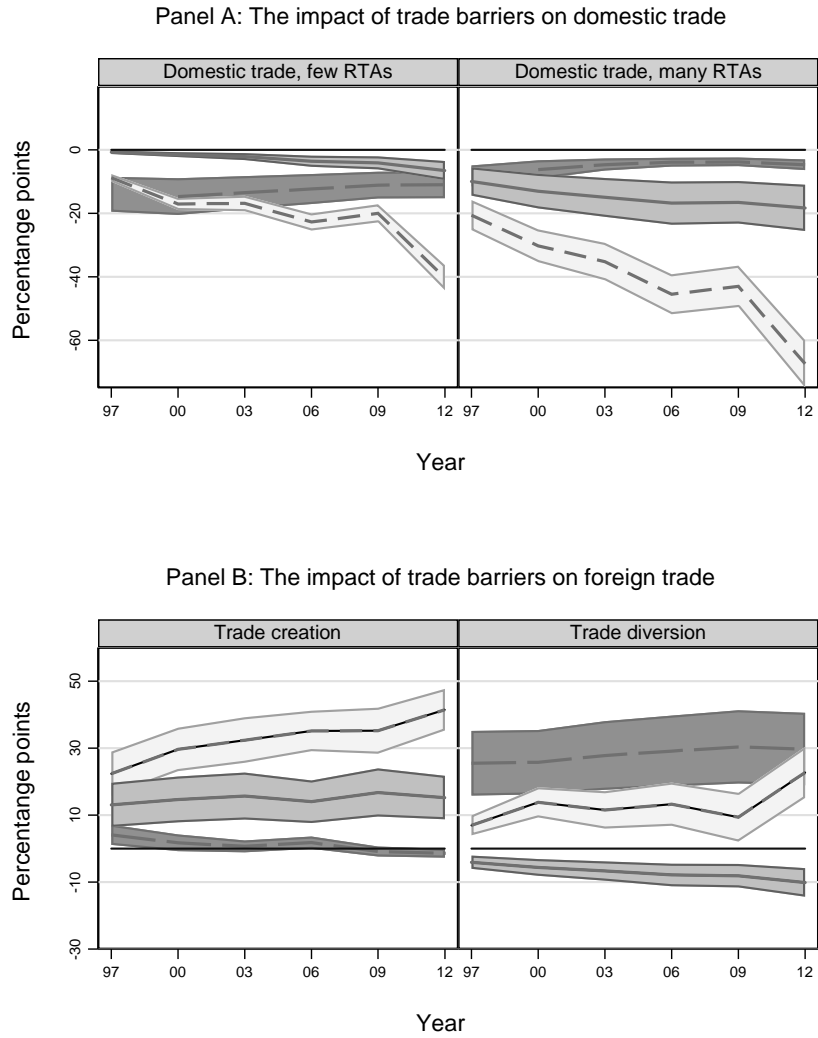 Panel A: The impact of trade barriers on domestic trade
Domestic trade, few RTAs
Domestic trade, many RTAs
Percentange points
0
-20
-40
-60
97 00 03 06 09 12 97 00 03 06 09 12
Year
Panel B: The impact of trade barriers on foreign trade
Trade creation
Trade diversion
Percentange points
50
30
10
-10
-30
97 00 03 06 09 12 97 00 03 06 09 12
Year